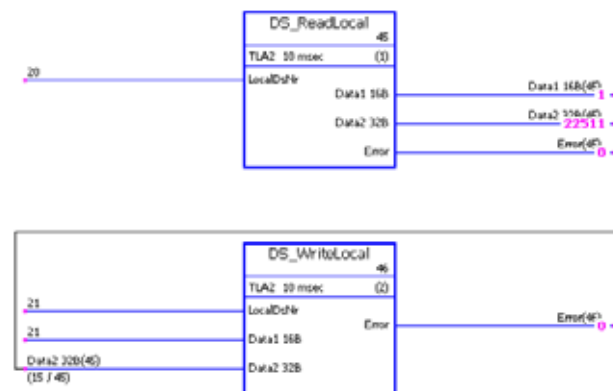 DS_ReadLocal
45
TLA2 10 msec (1)
20
LocalDsNr
Data1 16B
Data1 16B(45)
1
Data2 32B
Data2 32B(45)
22511
Error
Error(45)
0
DS_WriteLocal
46
TLA2 10 msec (2)
21
LocalDsNr
21
Data1 16B
Error
Error(46)
0
Data2 32B(45)
Data2 32B
(15 / 45)